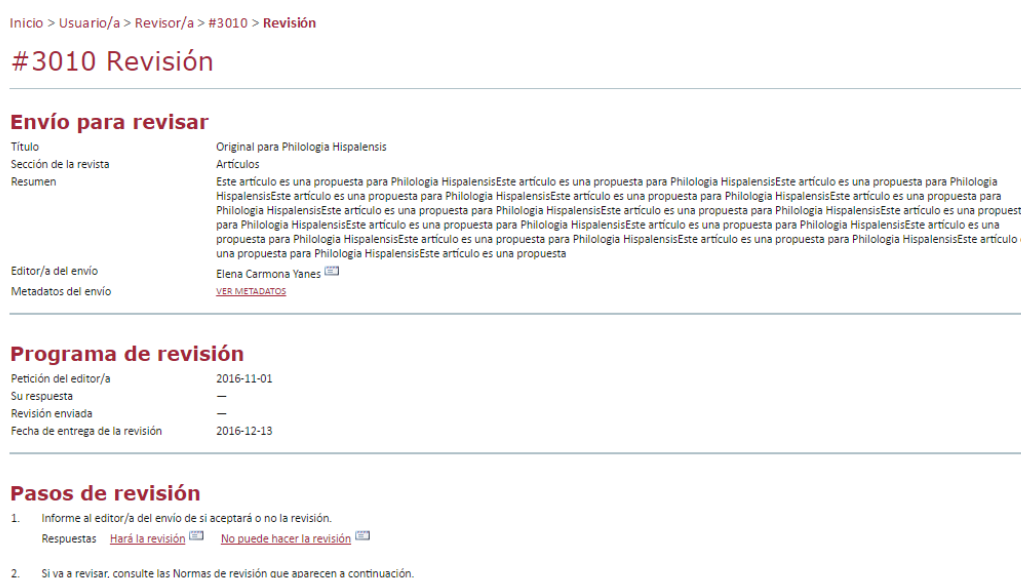 Inicio > Usuario/a > Revisor/a > #3010 > Revisión
#3010 Revisión
Envío para revisar
Título Original para Philologia Hispalensis
Sección de la revista Artículos
Resumen Este artículo es una propuesta para Philologia HispalensisEste artículo es una propuesta para Philologia HispalensisEste artículo es una propuesta para Philologia
HispalensisEste artículo es una propuesta para Philologia HispalensisEste artículo es una propuesta para Philologia HispalensisEste artículo es una propuesta para
Philologia HispalensisEste artículo es una propuesta para Philologia HispalensisEste artículo es una propuesta para Philologia HispalensisEste artículo es una propuest
para Philologia HispalensisEste artículo es una propuesta para Philologia HispalensisEste artículo es una propuesta para Philologia HispalensisEste artículo es una
propuesta para Philologia HispalensisEste artículo es una propuesta para Philologia HispalensisEste artículo es una propuesta para Philologia HispalensisEste artículo
una propuesta para Philologia HispalensisEste artículo es una propuesta
Editor/a del envío Elena Carmona Yanes
Metadatos del envío VER METADATOS
Programa de revisión
Petición del editor/a 2016-11-01
Su respuesta —
Revisión enviada —
Fecha de entrega de la revisión 2016-12-13
Pasos de revisión
1. Informe al editor/a del envío de si aceptará o no la revisión.
Respuestas Hará la revisión No puede hacer la revisión
2. Si va a revisar, consulte las Normas de revisión que aparecen a continuación.